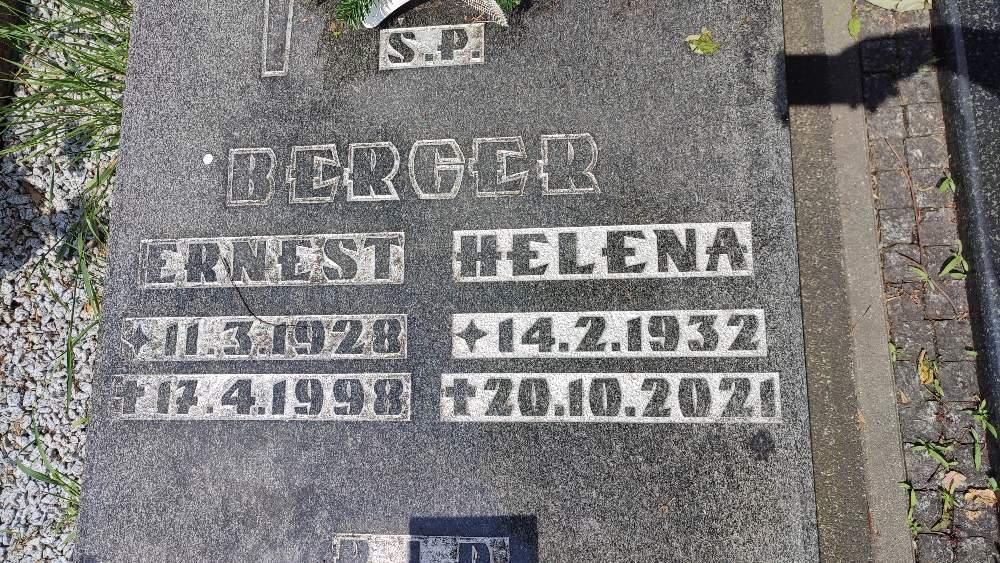 S.P.
BERGER
ERNEST HELENA
✦ 11.3.1928 ✦ 14.2.1932
✝ 17.4.1998 ✝ 20.10.2021
R.I.P.